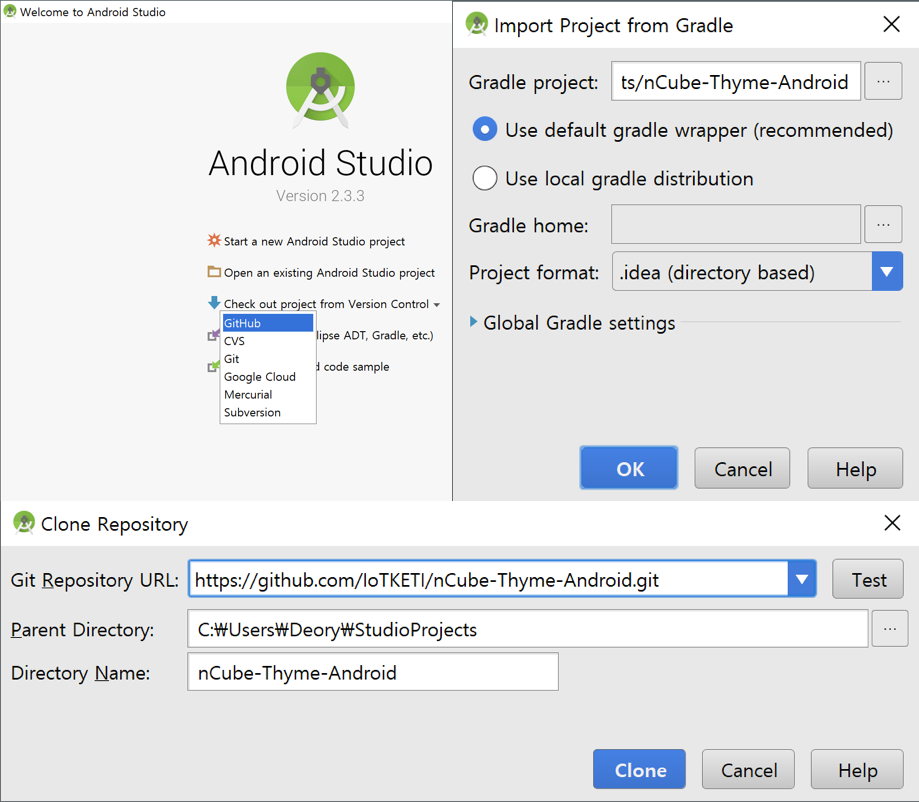 Welcome to Android Studio
Android Studio
Version 2.3.3
Start a new Android Studio project
Open an existing Android Studio project
Check out project from Version Control
GitHub
lipse ADT, Gradle, etc.)
CVS
Git
d code sample
Google Cloud
Mercurial
Subversion
Import Project from Gradle
Gradle project: ts/nCube-Thyme-Android ...
Use default gradle wrapper (recommended)
Use local gradle distribution
Gradle home: ...
Project format: .idea (directory based)
Global Gradle settings
OK Cancel Help
Clone Repository
Git Repository URL: https://github.com/IoTKETI/nCube-Thyme-Android.git Test
Parent Directory: C:₩Users₩Deory₩StudioProjects ...
Directory Name: nCube-Thyme-Android
Clone Cancel Help